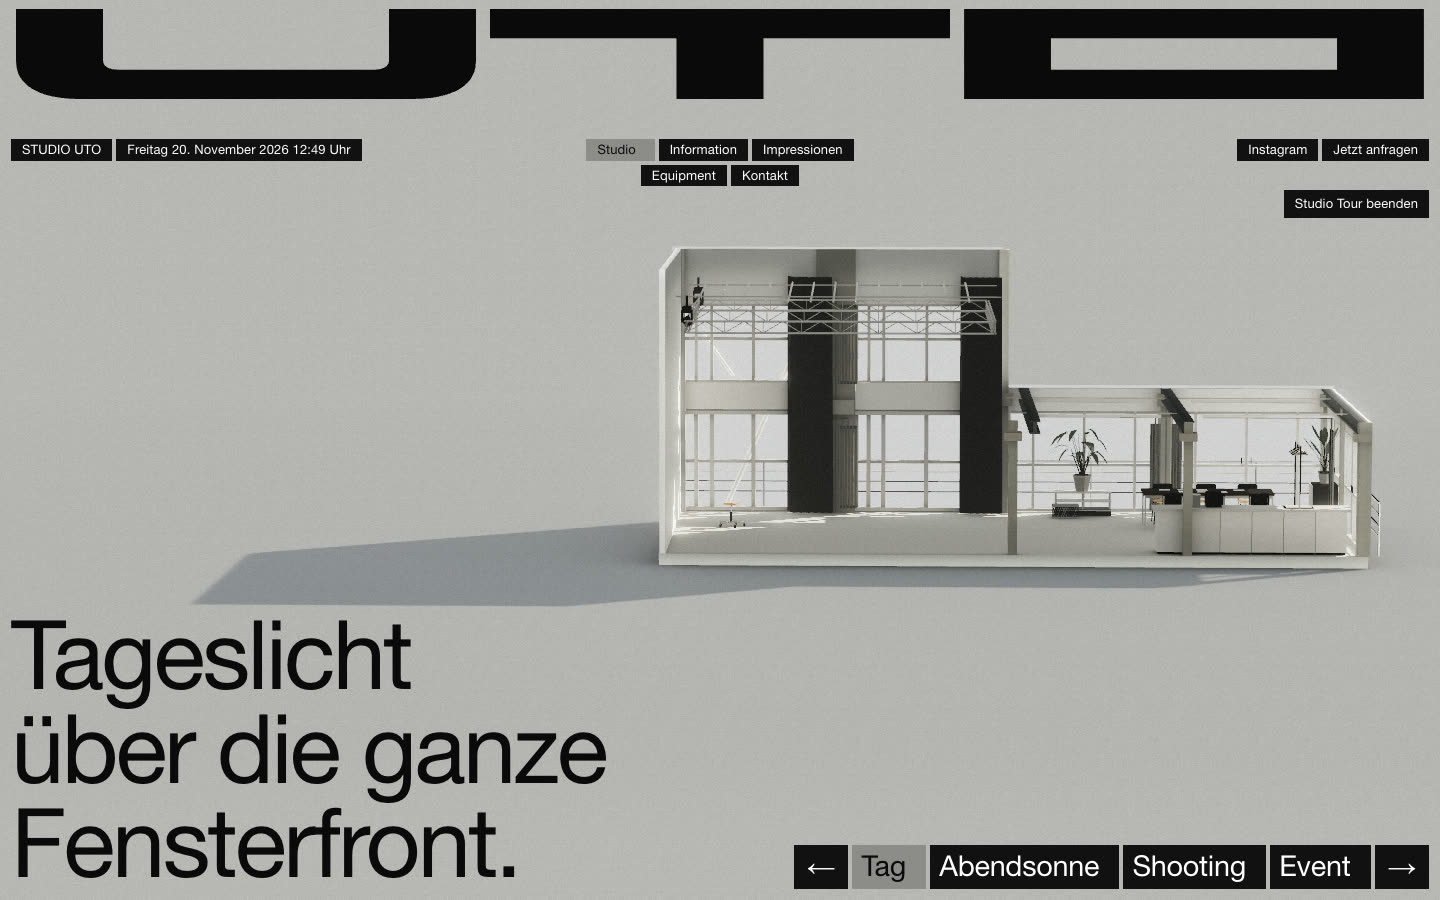 UTO
STUDIO UTO
Freitag 20. November 2026 12:49 Uhr
Studio
Information
Impressionen
Equipment
Kontakt
Instagram
Jetzt anfragen
Studio Tour beenden
Tageslicht
über die ganze
Fensterfront.
←
Tag
Abendsonne
Shooting
Event
→